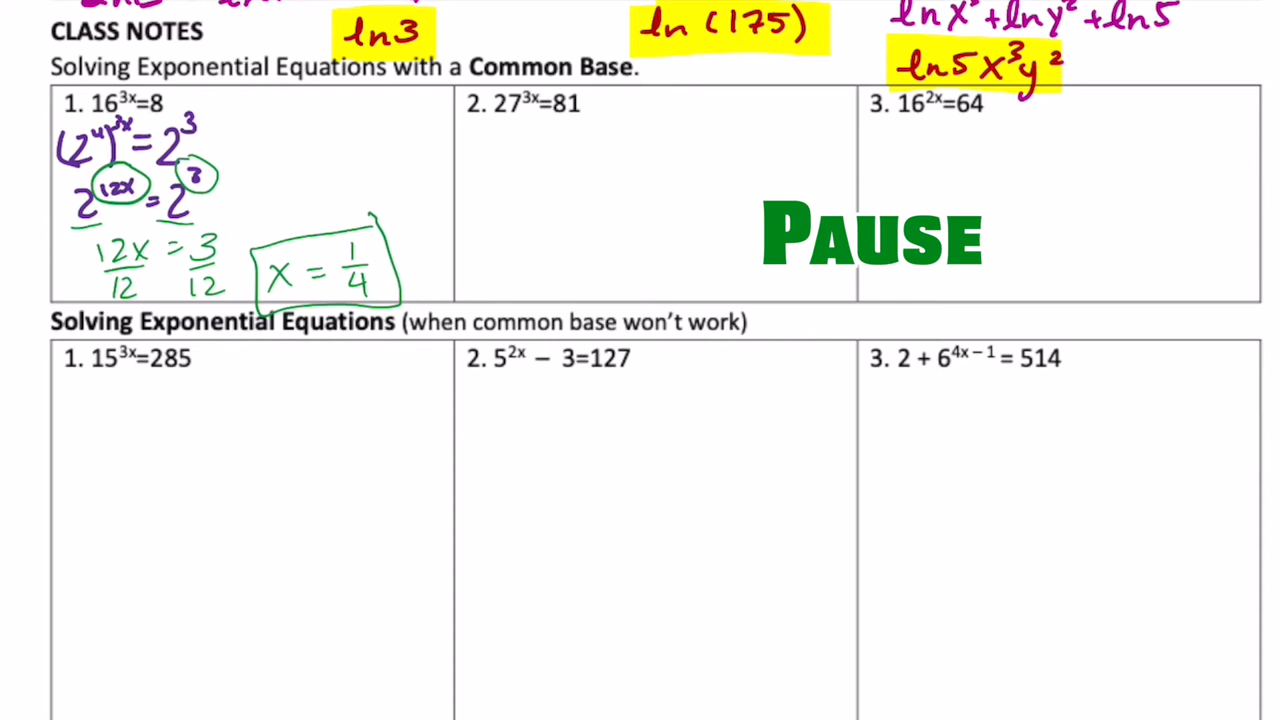 ln x³ + ln y² + ln 5
CLASS NOTES
ln 3
ln (175)
ln 5x³y²
Solving Exponential Equations with a Common Base.
1. 16³ˣ=8
(2⁴)³ˣ = 2³
2¹²ˣ = 2³
12x = 3
12 12
x = 1/4
2. 27³ˣ=81
3. 16²ˣ=64
PAUSE
Solving Exponential Equations (when common base won't work)
1. 15³ˣ=285
2. 5²ˣ – 3=127
3. 2 + 6⁴ˣ⁻¹ = 514